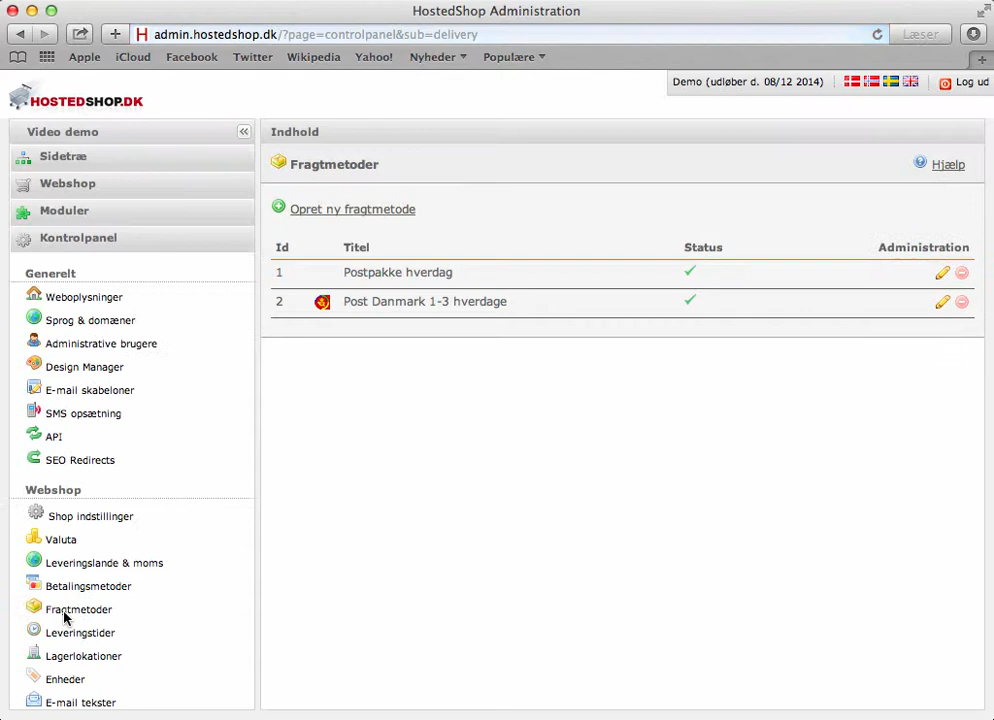 HostedShop Administration
admin.hostedshop.dk/?page=controlpanel&sub=delivery
Læser
Apple iCloud Facebook Twitter Wikipedia Yahoo! Nyheder Populære
HOSTEDSHOP.DK
Demo (udløber d. 08/12 2014)
Log ud
Video demo
Sidetræ
Webshop
Moduler
Kontrolpanel
Generelt
Weboplysninger
Sprog & domæner
Administrative brugere
Design Manager
E-mail skabeloner
SMS opsætning
API
SEO Redirects
Webshop
Shop indstillinger
Valuta
Leveringslande & moms
Betalingsmetoder
Fragtmetoder
Leveringstider
Lagerlokationer
Enheder
E-mail tekster
Indhold
Fragtmetoder
Hjælp
Opret ny fragtmetode
Id Titel Status Administration
1 Postpakke hverdag
2 Post Danmark 1-3 hverdage